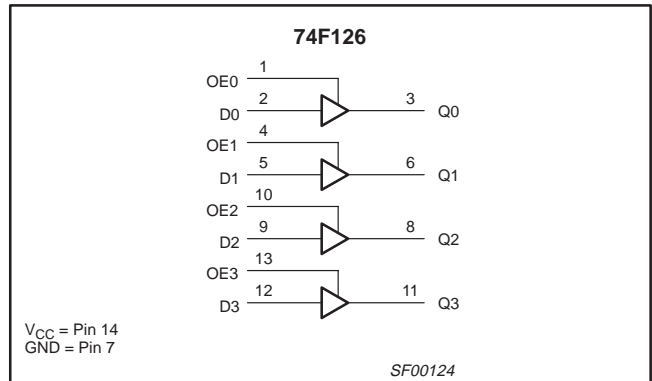 74F126
OE0 1
D0 2 3 Q0
OE1 4
D1 5 6 Q1
OE2 10
D2 9 8 Q2
OE3 13
D3 12 11 Q3
VCC = Pin 14
GND = Pin 7
SF00124